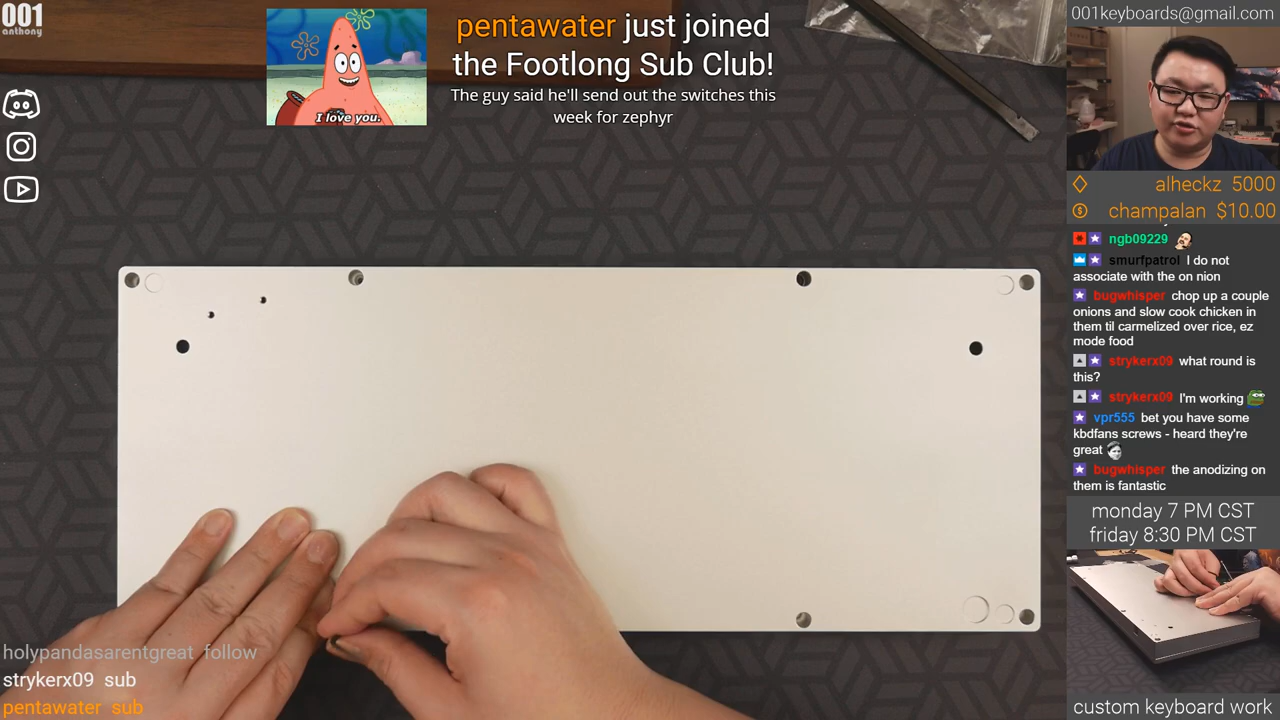 001
anthony
pentawater just joined
the Footlong Sub Club!
The guy said he'll send out the switches this
week for zephyr
I love you.
001keyboards@gmail.com
alheckz 5000
champalan $10.00
ngb09229
smurfpatrol I do not
associate with the on nion
bugwhisper chop up a couple
onions and slow cook chicken in
them til carmelized over rice, ez
mode food
strykerx09 what round is
this?
strykerx09 I'm working
vpr555 bet you have some
kbdfans screws - heard they're
great
bugwhisper the anodizing on
them is fantastic
monday 7 PM CST
friday 8:30 PM CST
holypandasarentgreat follow
strykerx09 sub
pentawater sub
custom keyboard work